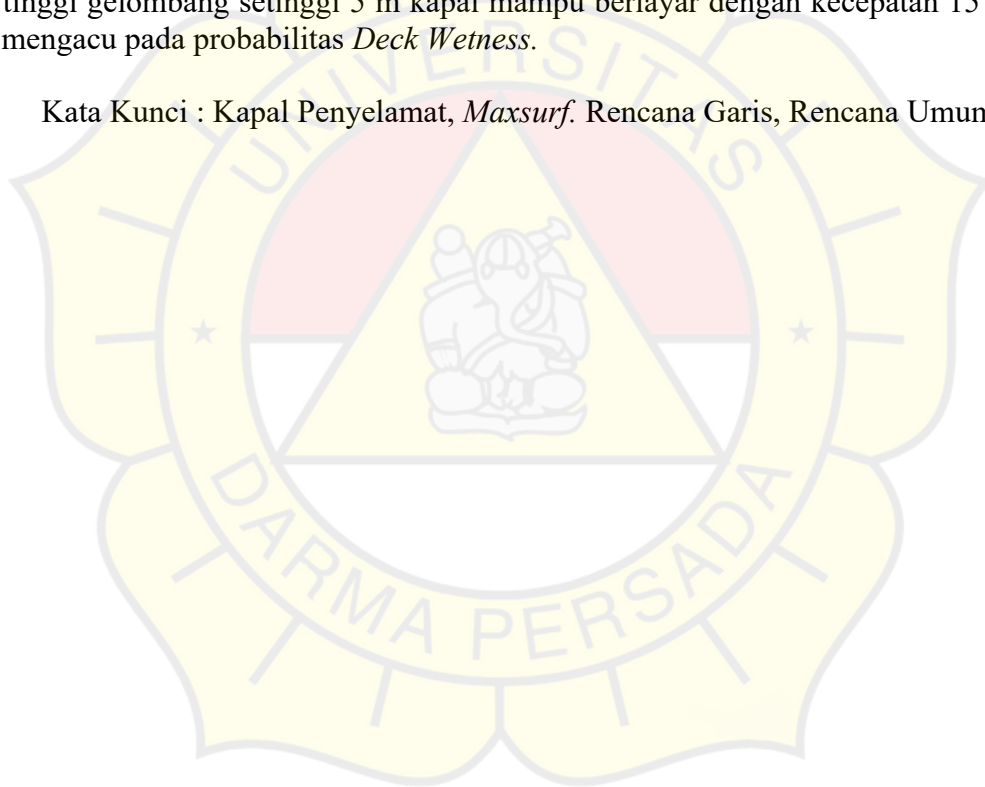 tinggi gelombang setinggi 5 m kapal mampu berlayar dengan kecepatan 15
mengacu pada probabilitas Deck Wetness.
Kata Kunci : Kapal Penyelamat, Maxsurf. Rencana Garis, Rencana
UNIVERSITAS
DARMA PERSADA